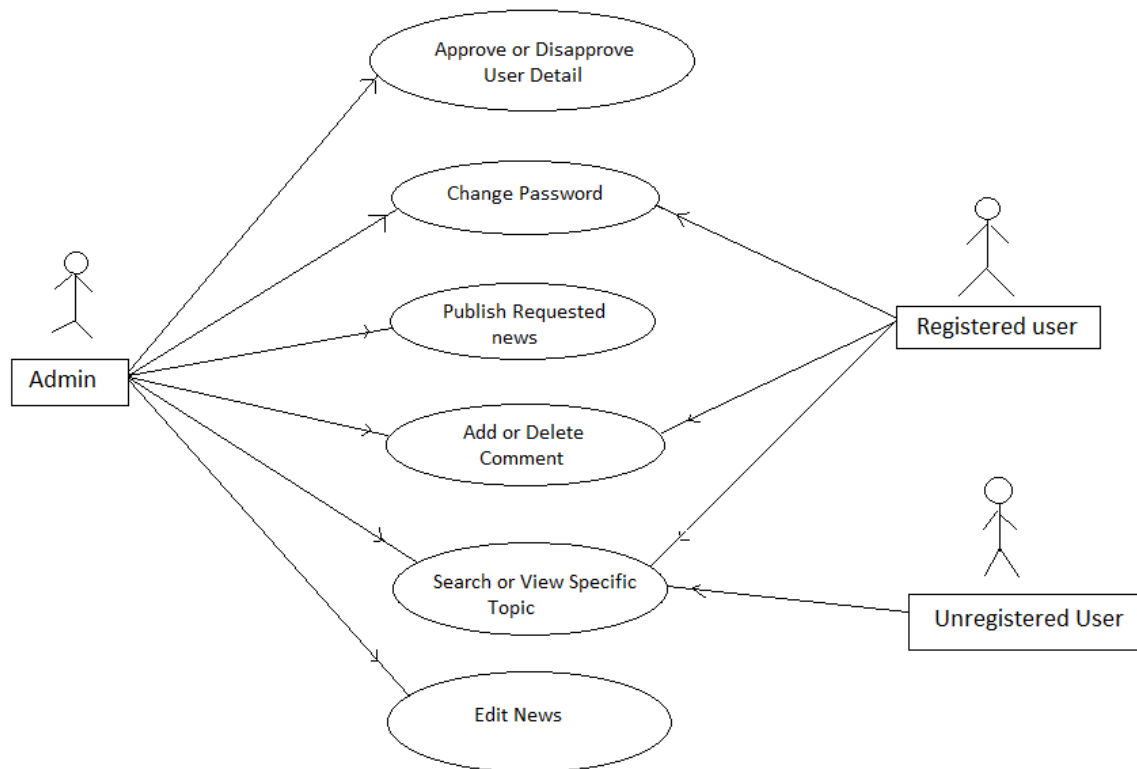 Approve or Disapprove
User Detail
Change Password
Publish Requested
news
Registered user
Admin
Add or Delete
Comment
Search or View Specific
Topic
Unregistered User
Edit News